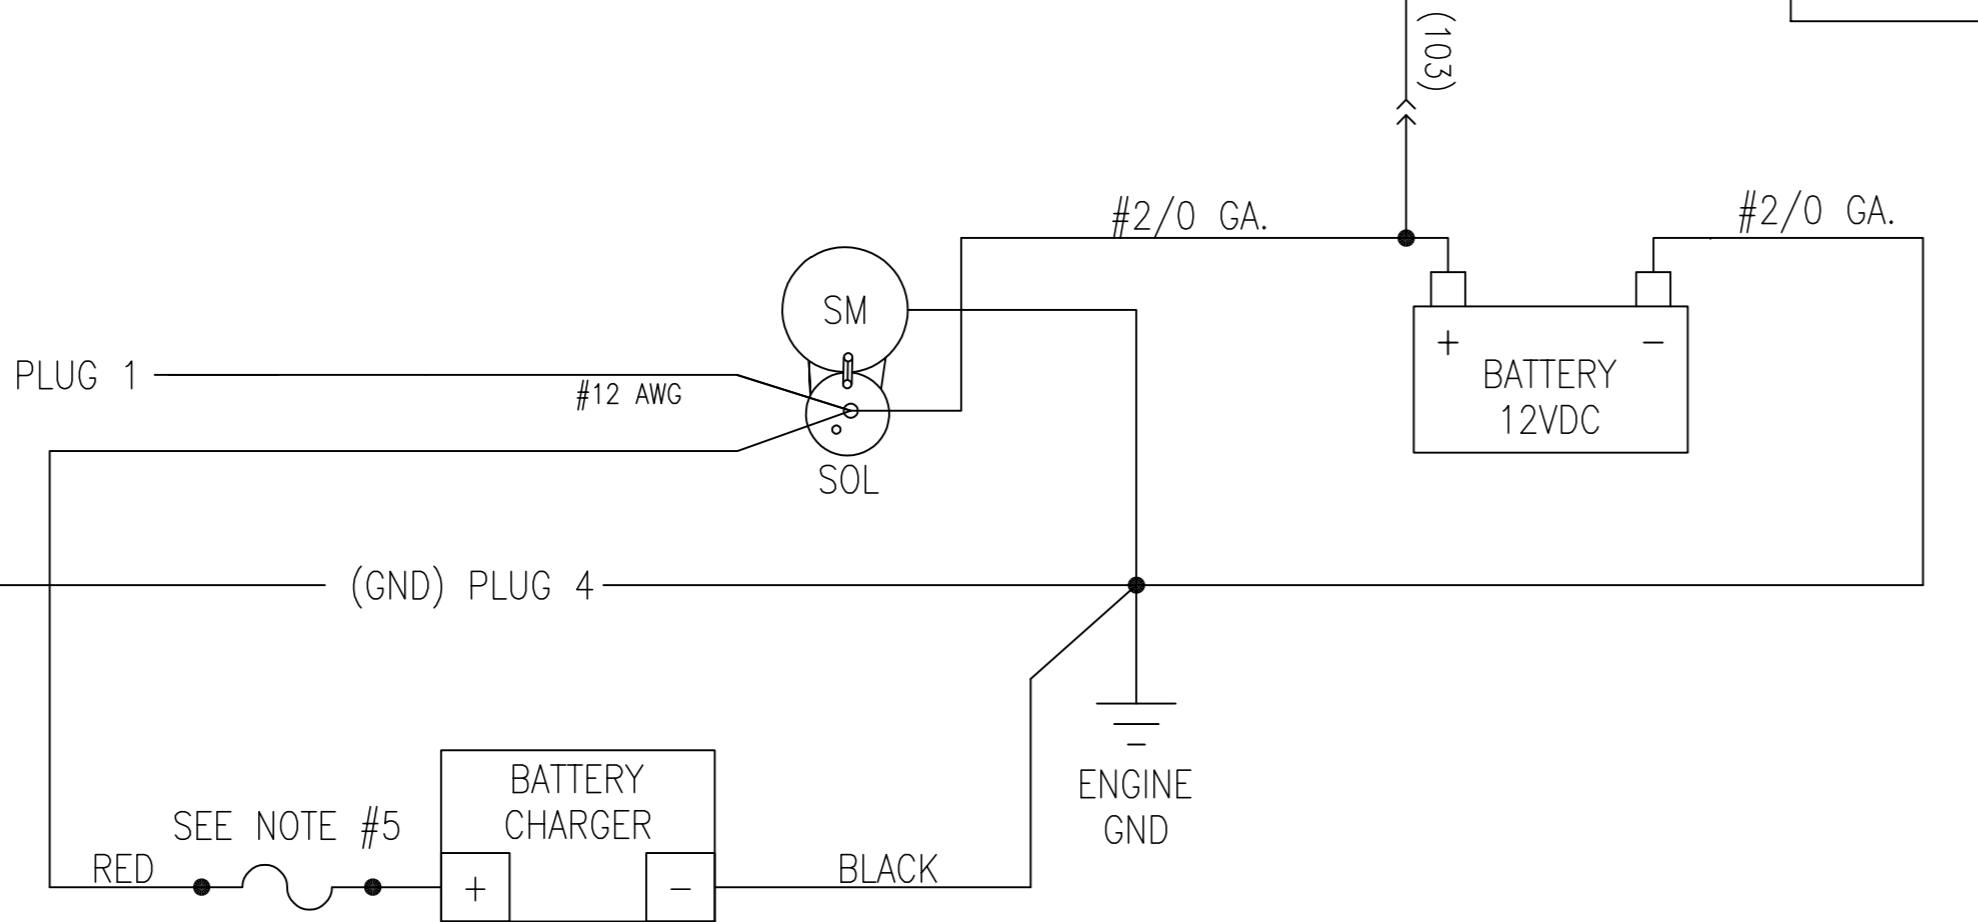 (103)
#2/0 GA.
#2/0 GA.
SM
PLUG 1
#12 AWG
+
−
BATTERY
12VDC
SOL
(GND) PLUG 4
ENGINE
GND
BATTERY
CHARGER
SEE NOTE #5
RED
+
−
BLACK